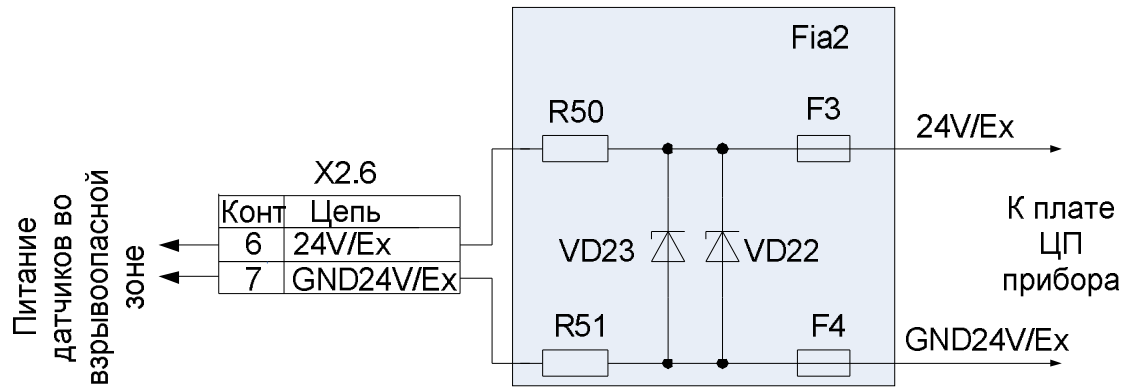 Fia2
R50
F3
24V/Ex
X2.6
Конт Цепь
6 24V/Ex
7 GND24V/Ex
Питание
датчиков во
взрывоопасной
зоне
VD23
VD22
К плате
ЦП
прибора
R51
F4
GND24V/Ex